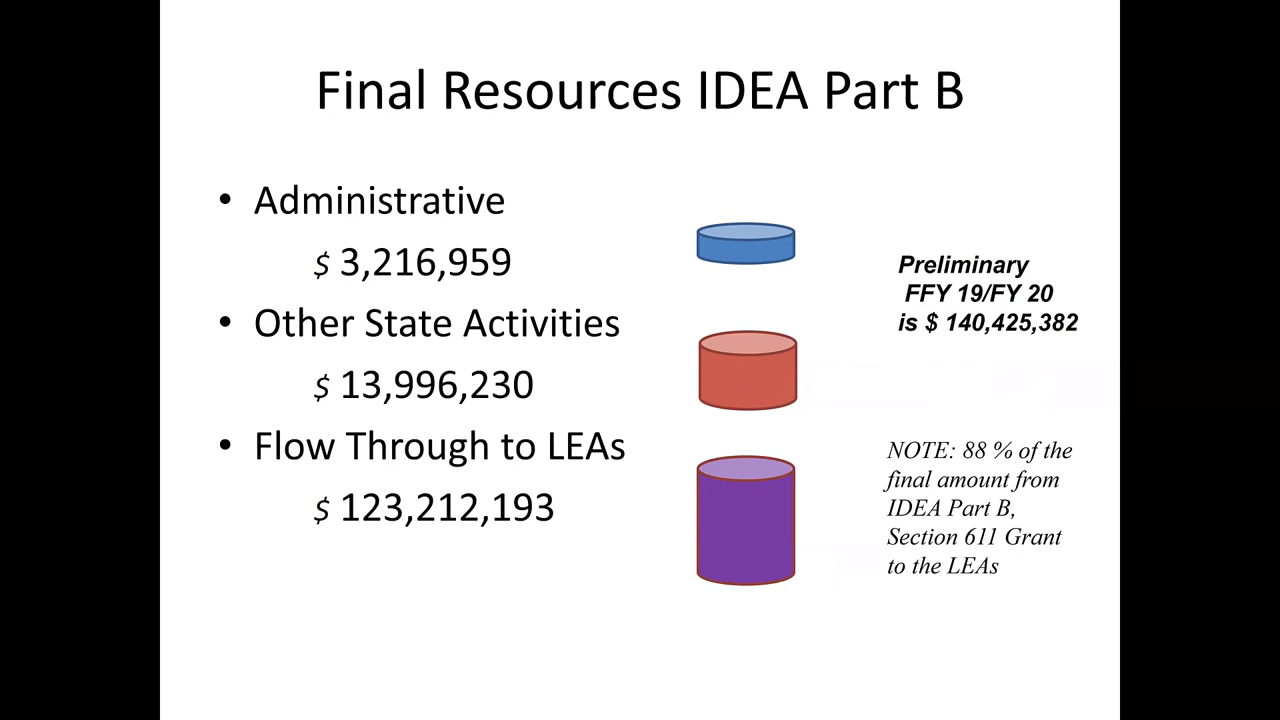 Final Resources IDEA Part B
• Administrative
$ 3,216,959
• Other State Activities
$ 13,996,230
• Flow Through to LEAs
$ 123,212,193
Preliminary
FFY 19/FY 20
is $ 140,425,382
NOTE: 88 % of the
final amount from
IDEA Part B,
Section 611 Grant
to the LEAs